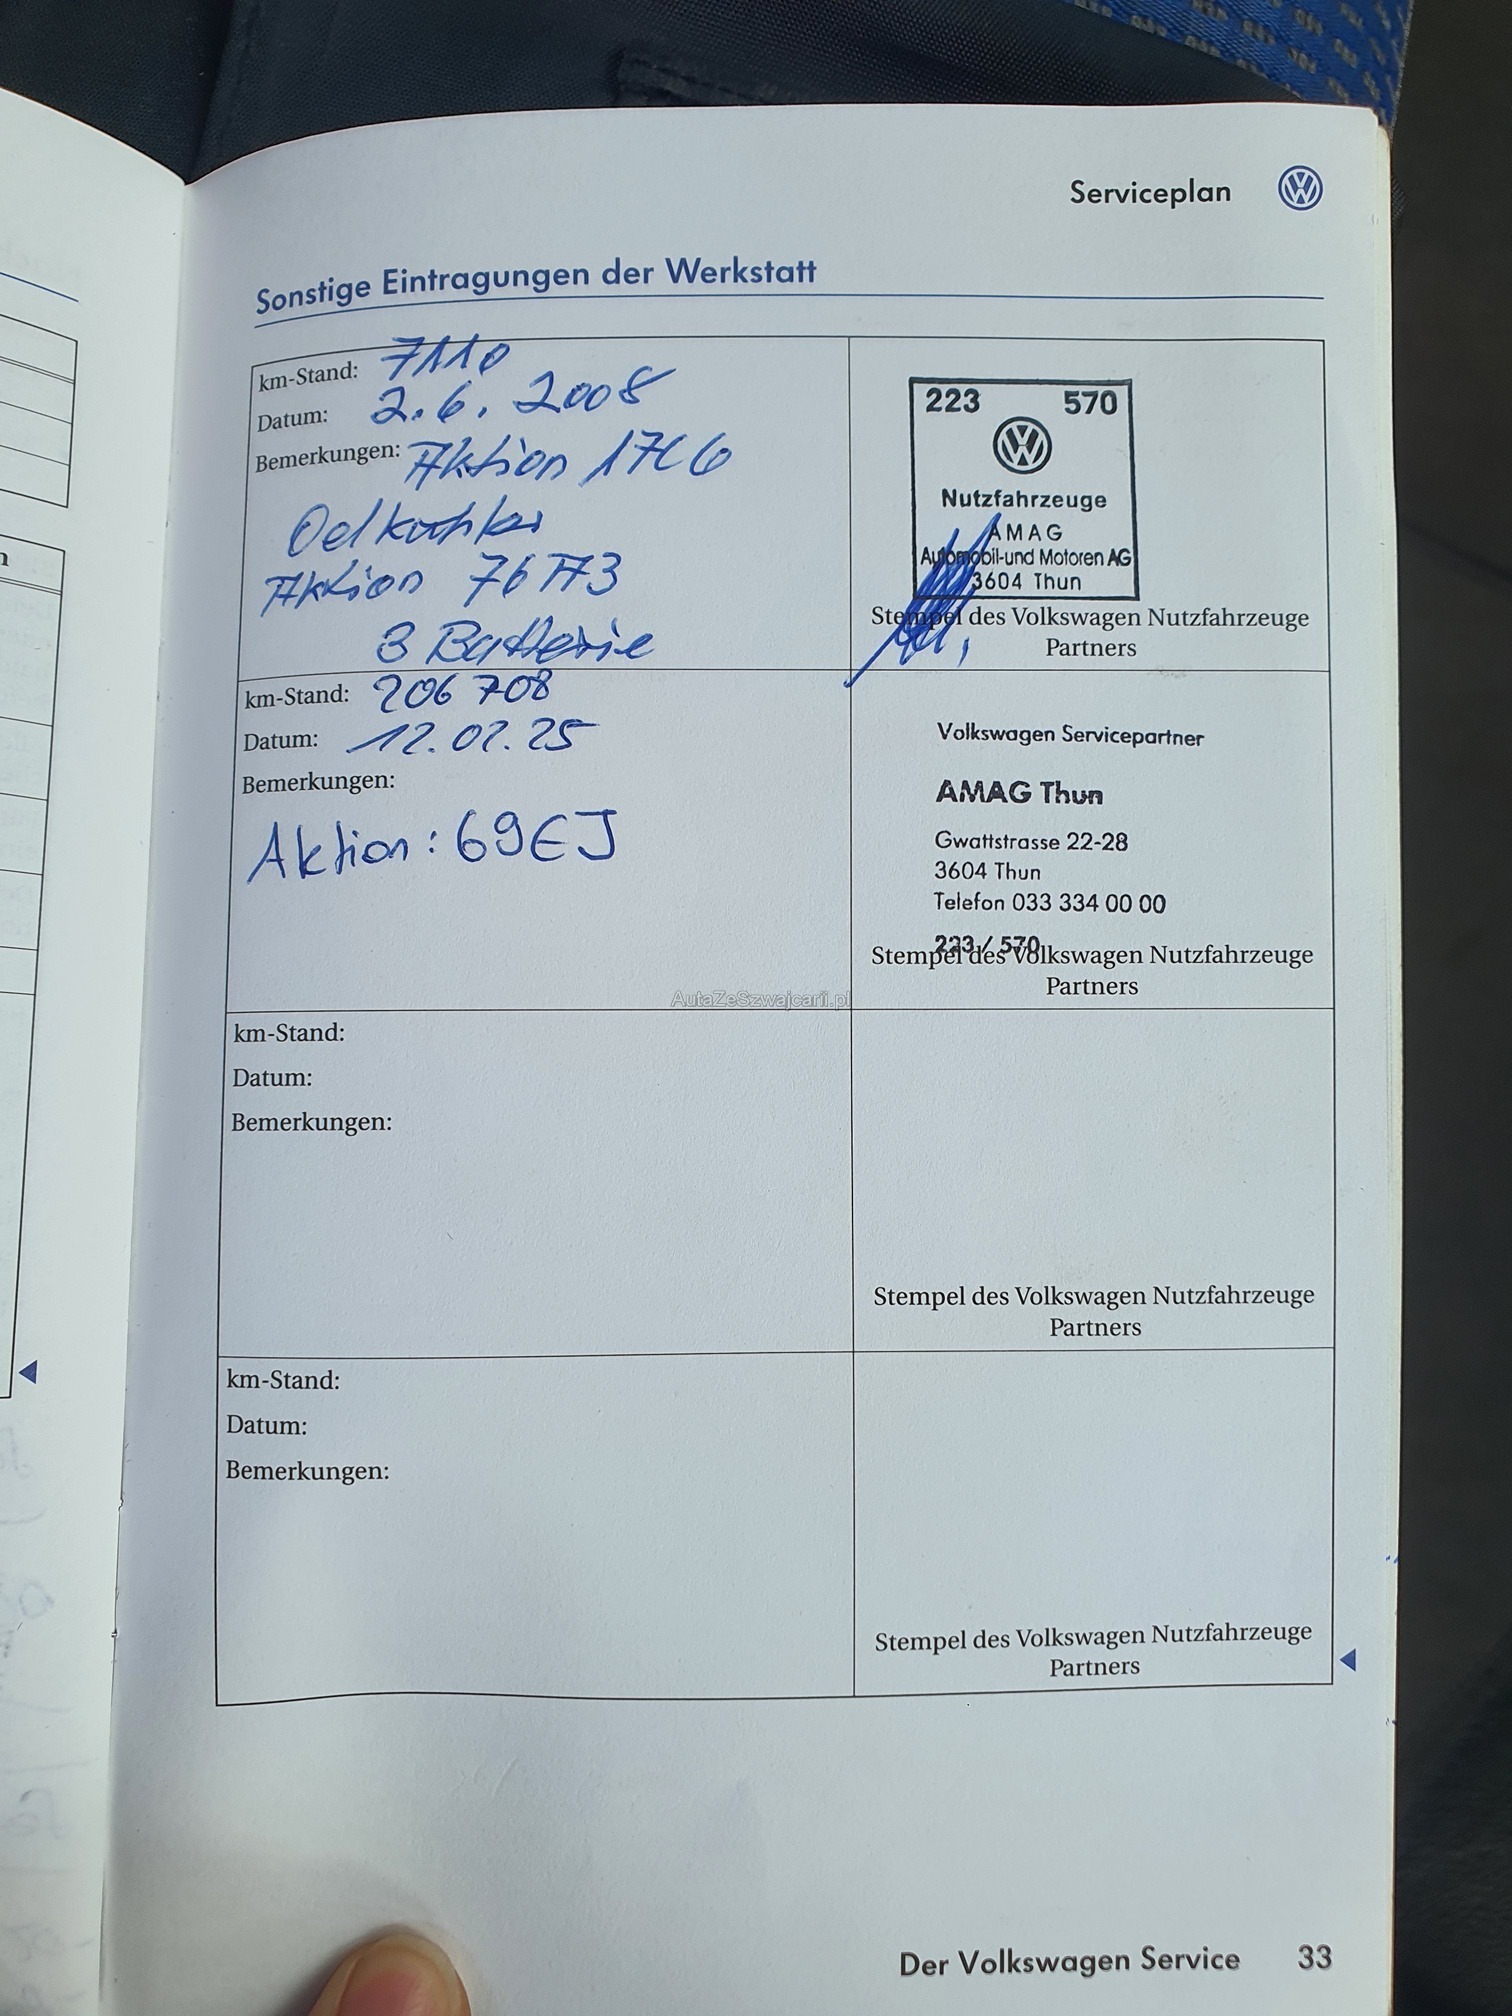 Serviceplan
Sonstige Eintragungen der Werkstatt
km-Stand: 7110
Datum: 2.6.2008
Bemerkungen: Aktion 17C6
Oelkühler
Aktion 76A3
3 Batterie
223 570
Nutzfahrzeuge
AMAG
Automobil-und Motoren AG
3604 Thun
Stempel des Volkswagen Nutzfahrzeuge
Partners
km-Stand: 206 708
Datum: 12.02.25
Bemerkungen:
Aktion: 69EJ
Volkswagen Servicepartner
AMAG Thun
Gwattstrasse 22-28
3604 Thun
Telefon 033 334 00 00
223 / 570
Stempel des Volkswagen Nutzfahrzeuge
Partners
AutaZeSzwajcarii.pl
km-Stand:
Datum:
Bemerkungen:
Stempel des Volkswagen Nutzfahrzeuge
Partners
km-Stand:
Datum:
Bemerkungen:
Stempel des Volkswagen Nutzfahrzeuge
Partners
Der Volkswagen Service 33